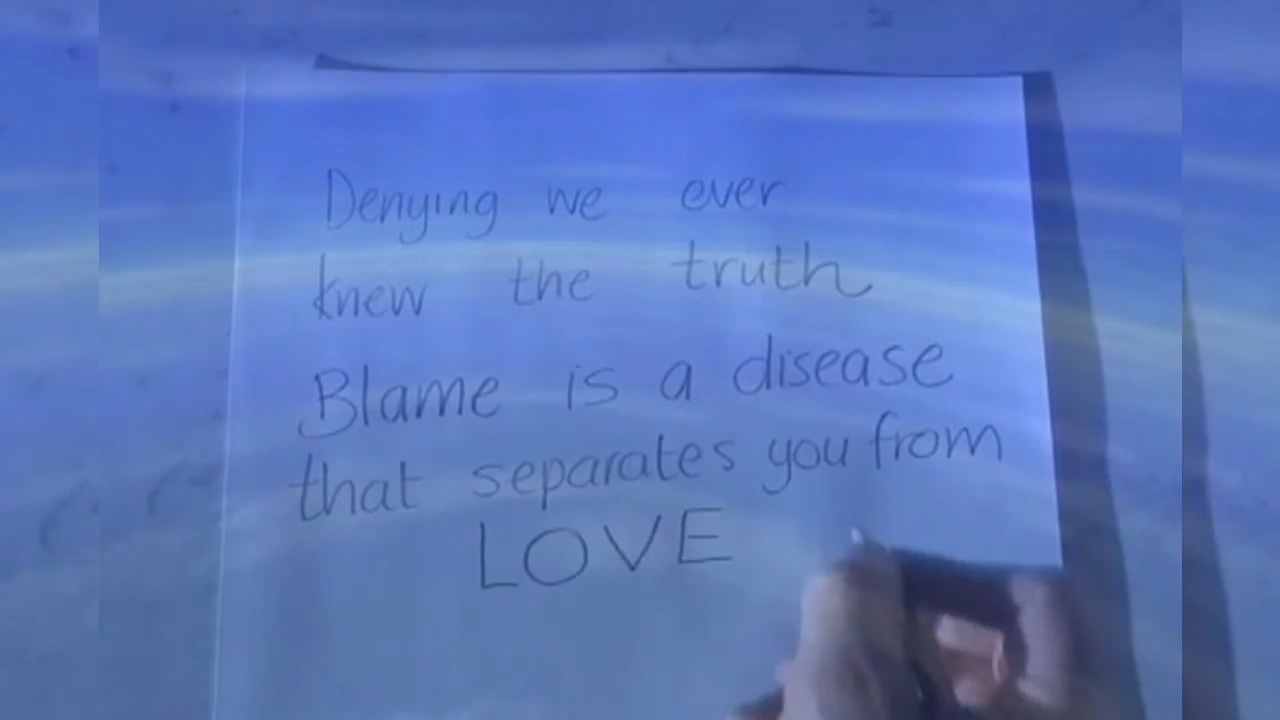 Denying we ever
knew the truth
Blame is a disease
that separates you from
LOVE